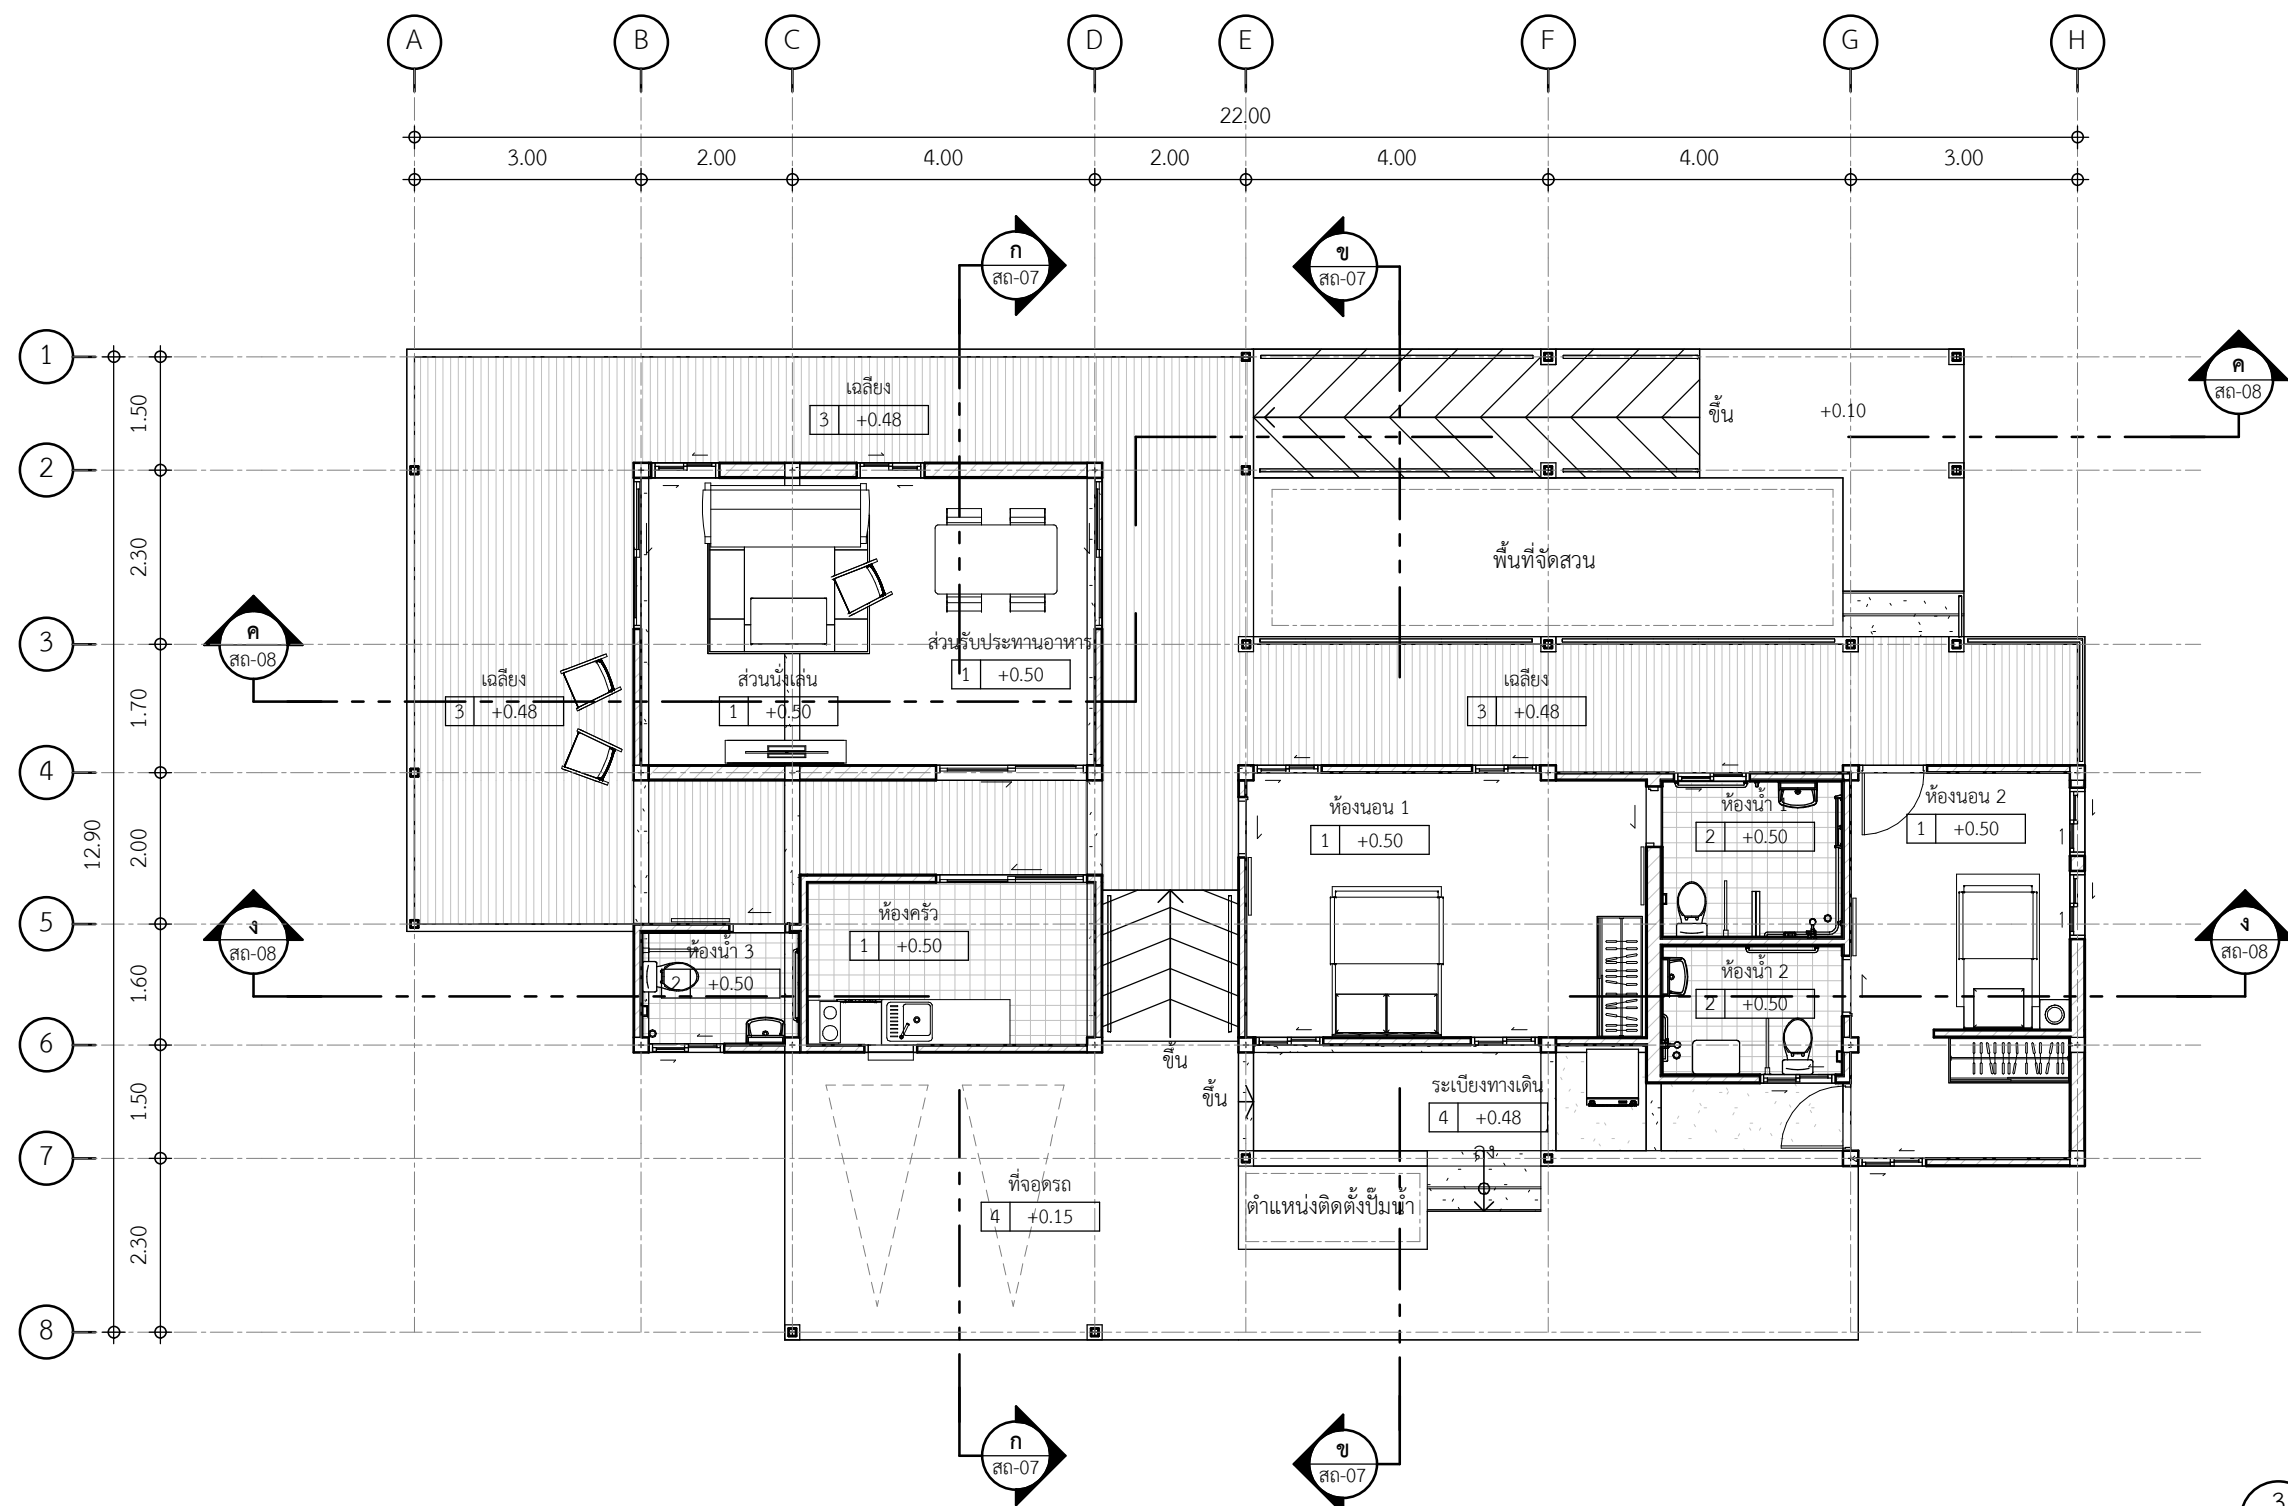 A B C D E F G H
22.00
3.00 2.00 4.00 2.00 4.00 4.00 3.00
ก
สถ-07
ข
สถ-07
1
ค
สถ-08
เฉลียง
3 +0.48
ขึ้น
+0.10
1.50
2
2.30
พื้นที่จัดสวน
3
ค
สถ-08
ส่วนรับประทานอาหาร
1 +0.50
เฉลียง
3 +0.48
ส่วนนั่งเล่น
1 +0.50
เฉลียง
3 +0.48
1.70
4
ห้องนอน 1
1 +0.50
ห้องน้ำ 1
2 +0.50
ห้องนอน 2
1 +0.50
12.90
2.00
5
ง
สถ-08
ห้องครัว
1 +0.50
ห้องน้ำ 3
2 +0.50
ห้องน้ำ 2
2 +0.50
ง
สถ-08
1.60
6
ขึ้น
ขึ้น
ระเบียงทางเดิน
4 +0.48
1.50
ลง
7
ที่จอดรถ
4 +0.15
ตำแหน่งติดตั้งปั๊มน้ำ
2.30
8
ก
สถ-07
ข
สถ-07
3